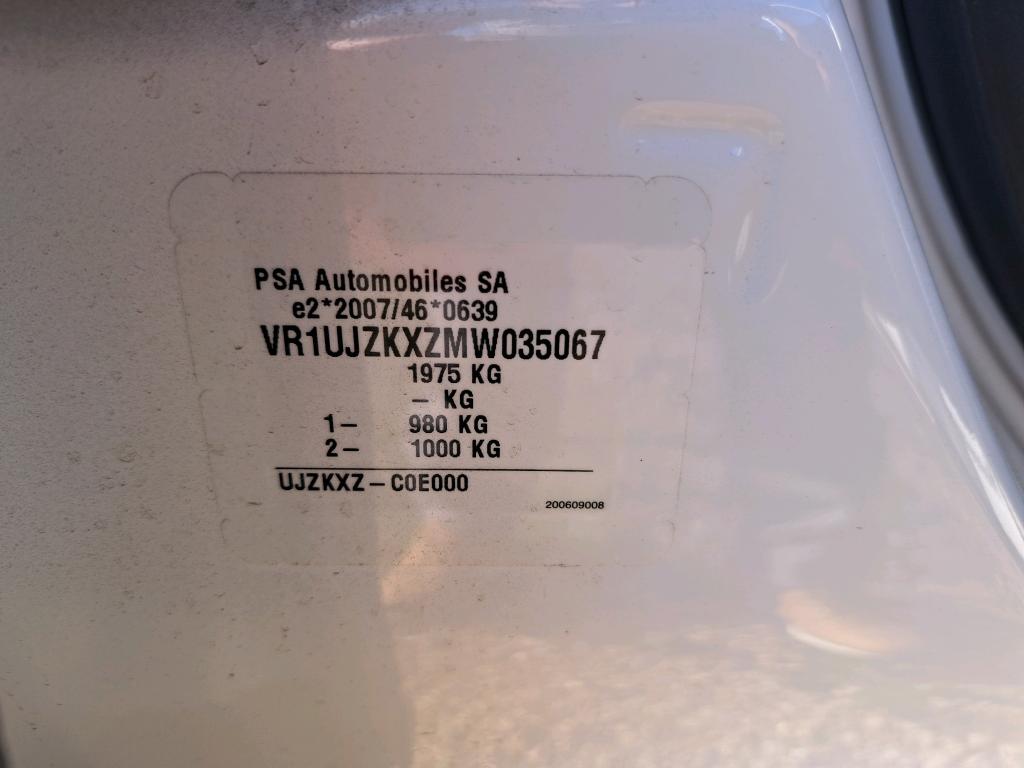 PSA Automobiles SA
e2*2007/46*0639
VR1UJZKXZMW035067
1975 KG
– KG
1– 980 KG
2– 1000 KG
UJZKXZ – C0E000
200609008